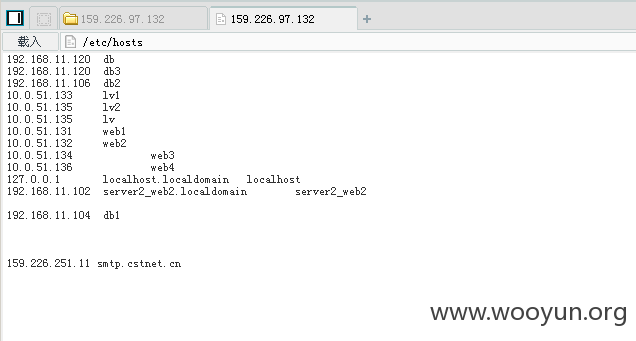 159.226.97.132 159.226.97.132
载入 /etc/hosts
192.168.11.120 db
192.168.11.120 db3
192.168.11.106 db2
10.0.51.133 lv1
10.0.51.135 lv2
10.0.51.135 lv
10.0.51.131 web1
10.0.51.132 web2
10.0.51.134 web3
10.0.51.136 web4
127.0.0.1 localhost.localdomain localhost
192.168.11.102 server2_web2.localdomain server2_web2
192.168.11.104 db1
159.226.251.11 smtp.cstnet.cn
www.wooyun.org